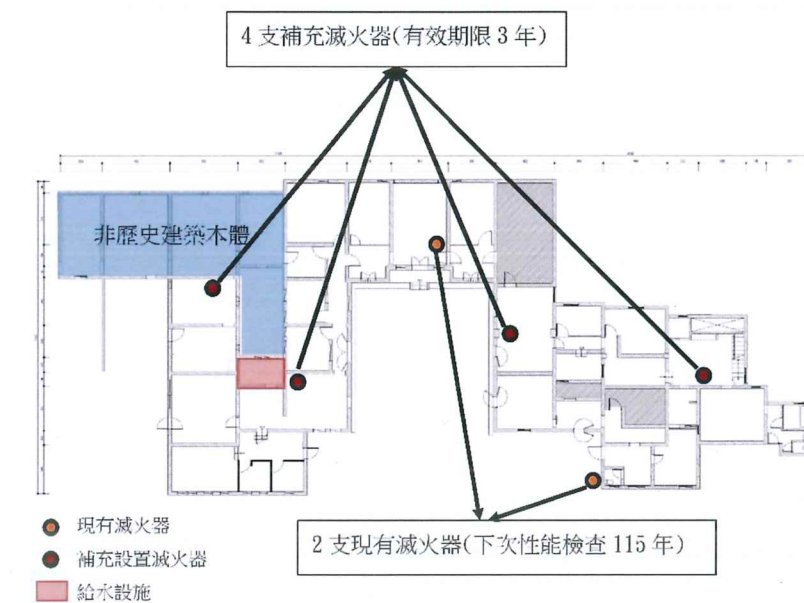 4 支補充滅火器(有效期限 3 年)
非歷史建築本體
現有滅火器
補充設置滅火器
給水設施
2 支現有滅火器(下次性能檢查 115 年)